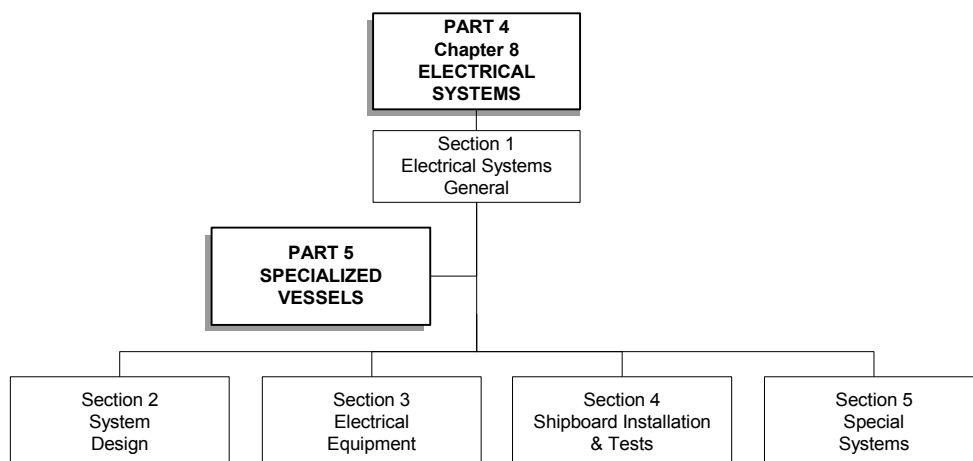 PART 4
Chapter 8
ELECTRICAL
SYSTEMS
Section 1
Electrical Systems
General
PART 5
SPECIALIZED
VESSELS
Section 2
System
Design
Section 3
Electrical
Equipment
Section 4
Shipboard Installation
& Tests
Section 5
Special
Systems